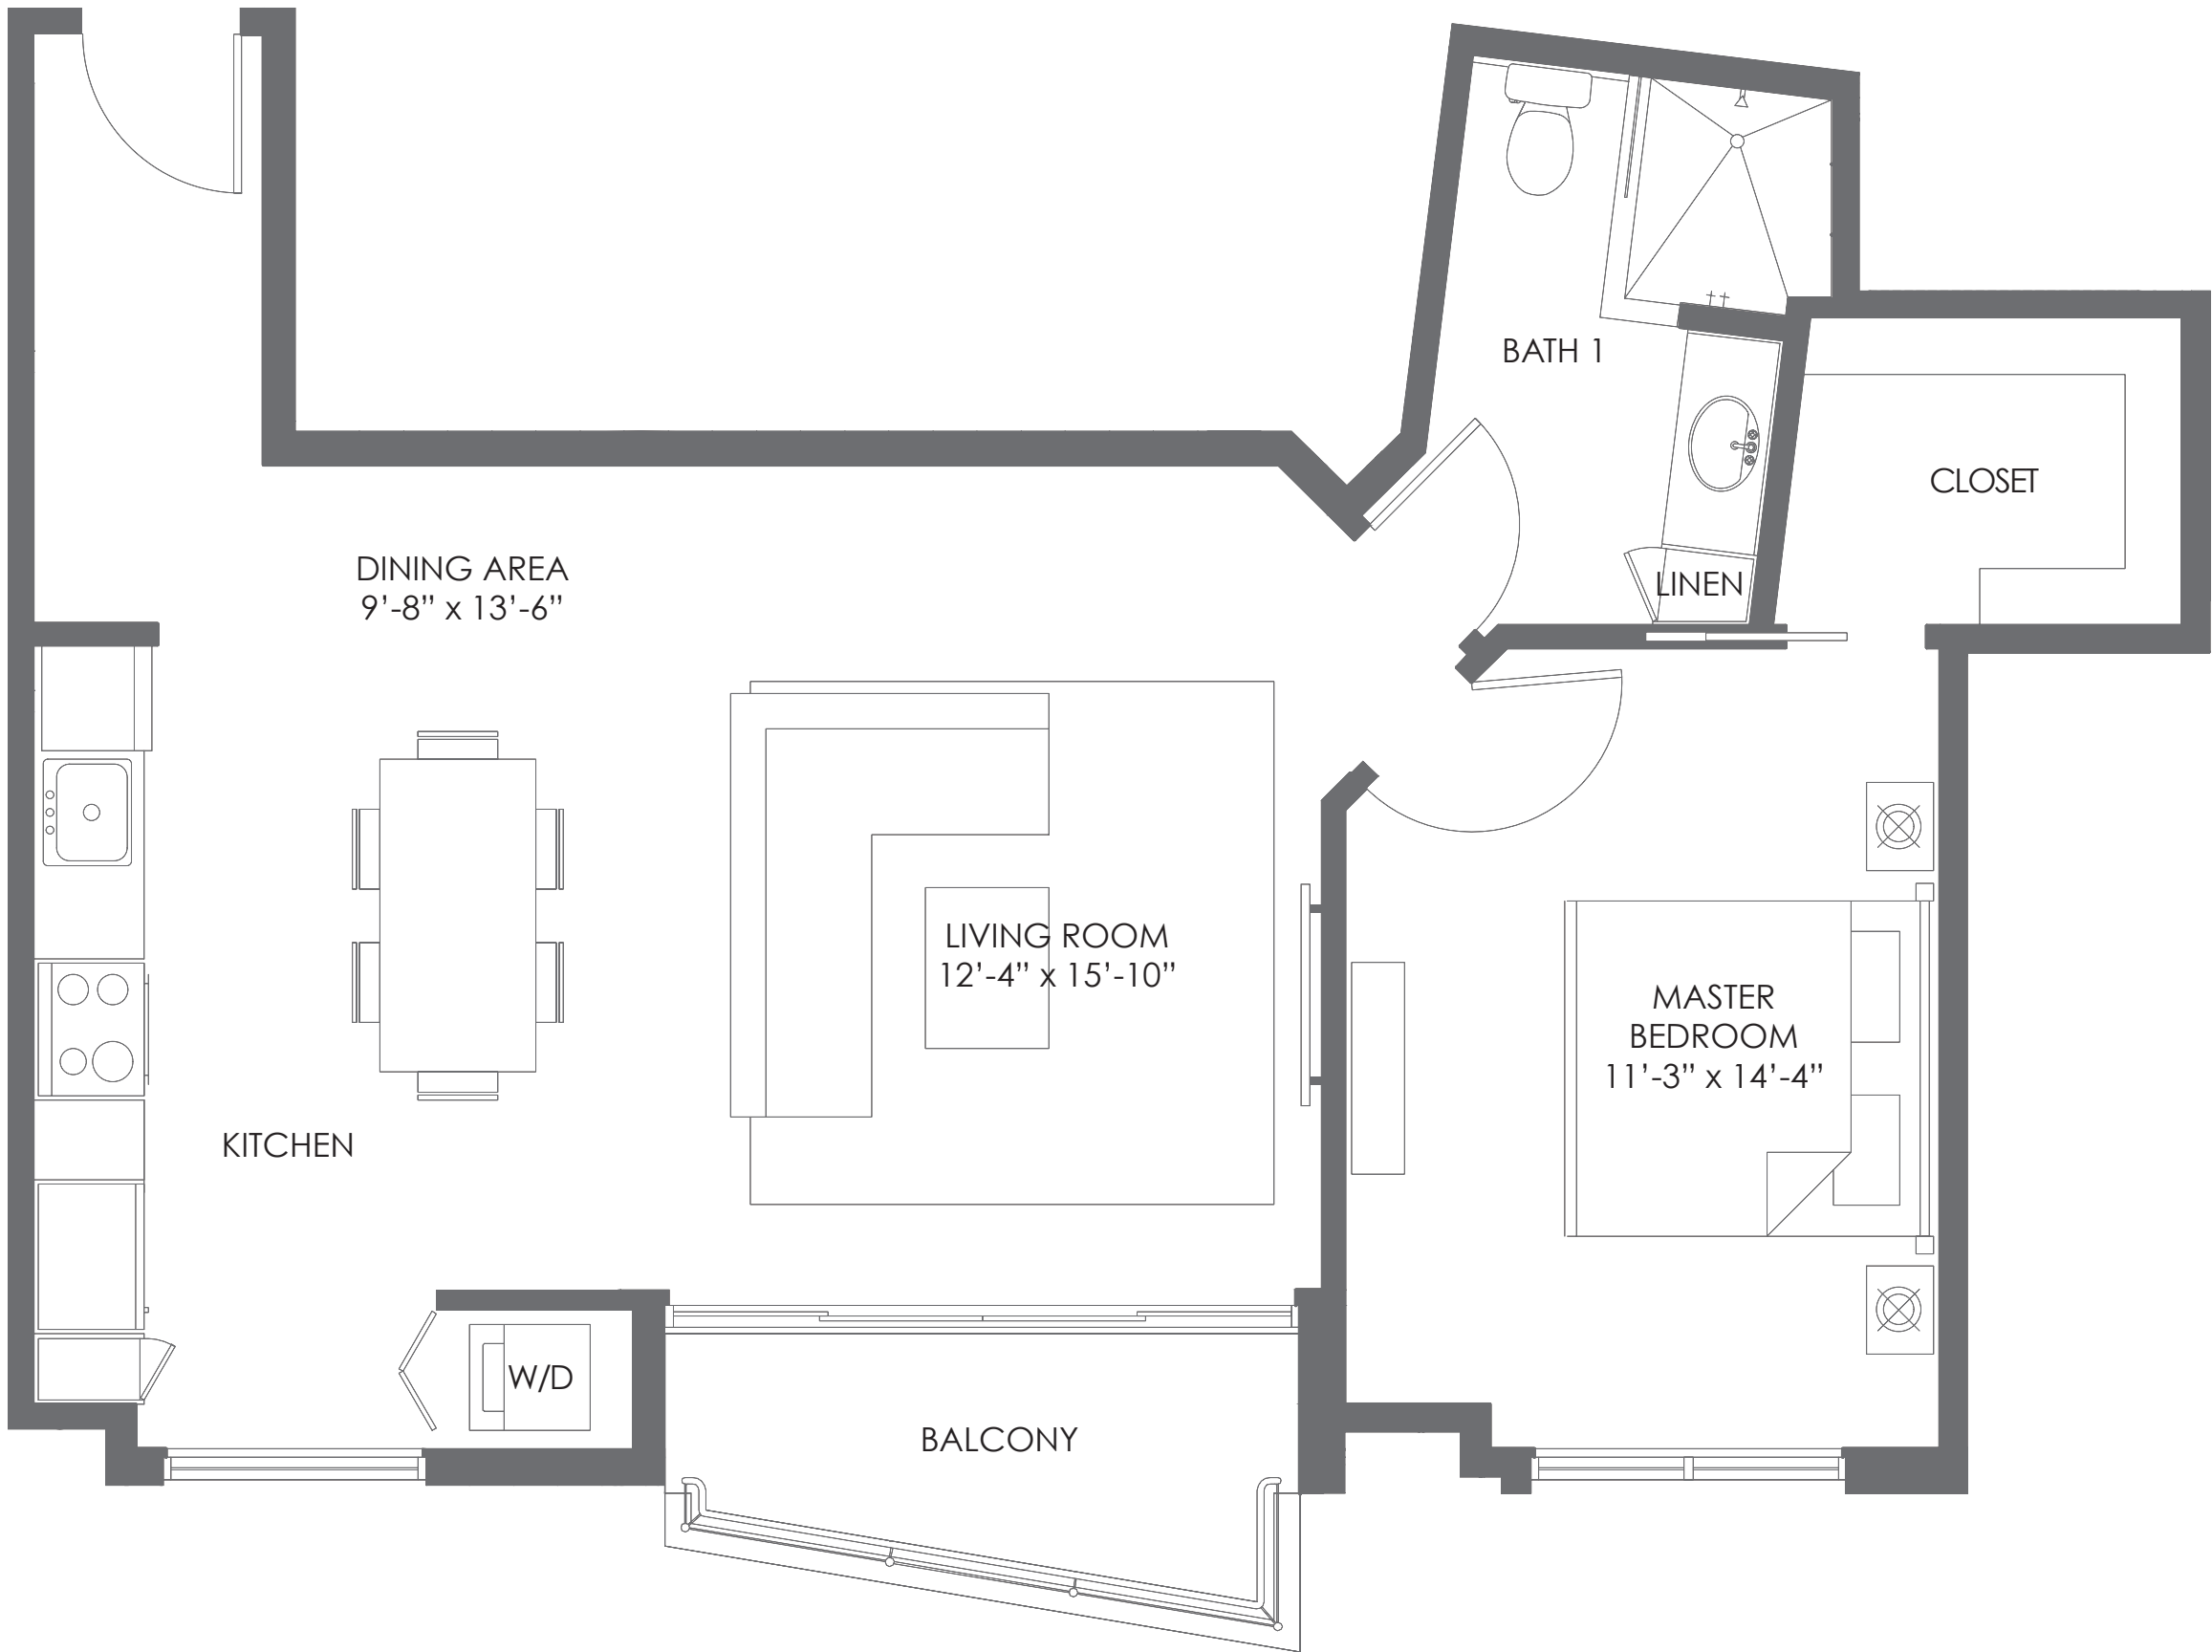 BATH 1
CLOSET
DINING AREA
9’-8” x 13’-6”
LINEN
LIVING ROOM
12’-4” x 15’-10”
MASTER
BEDROOM
11’-3” x 14’-4”
KITCHEN
W/D
BALCONY